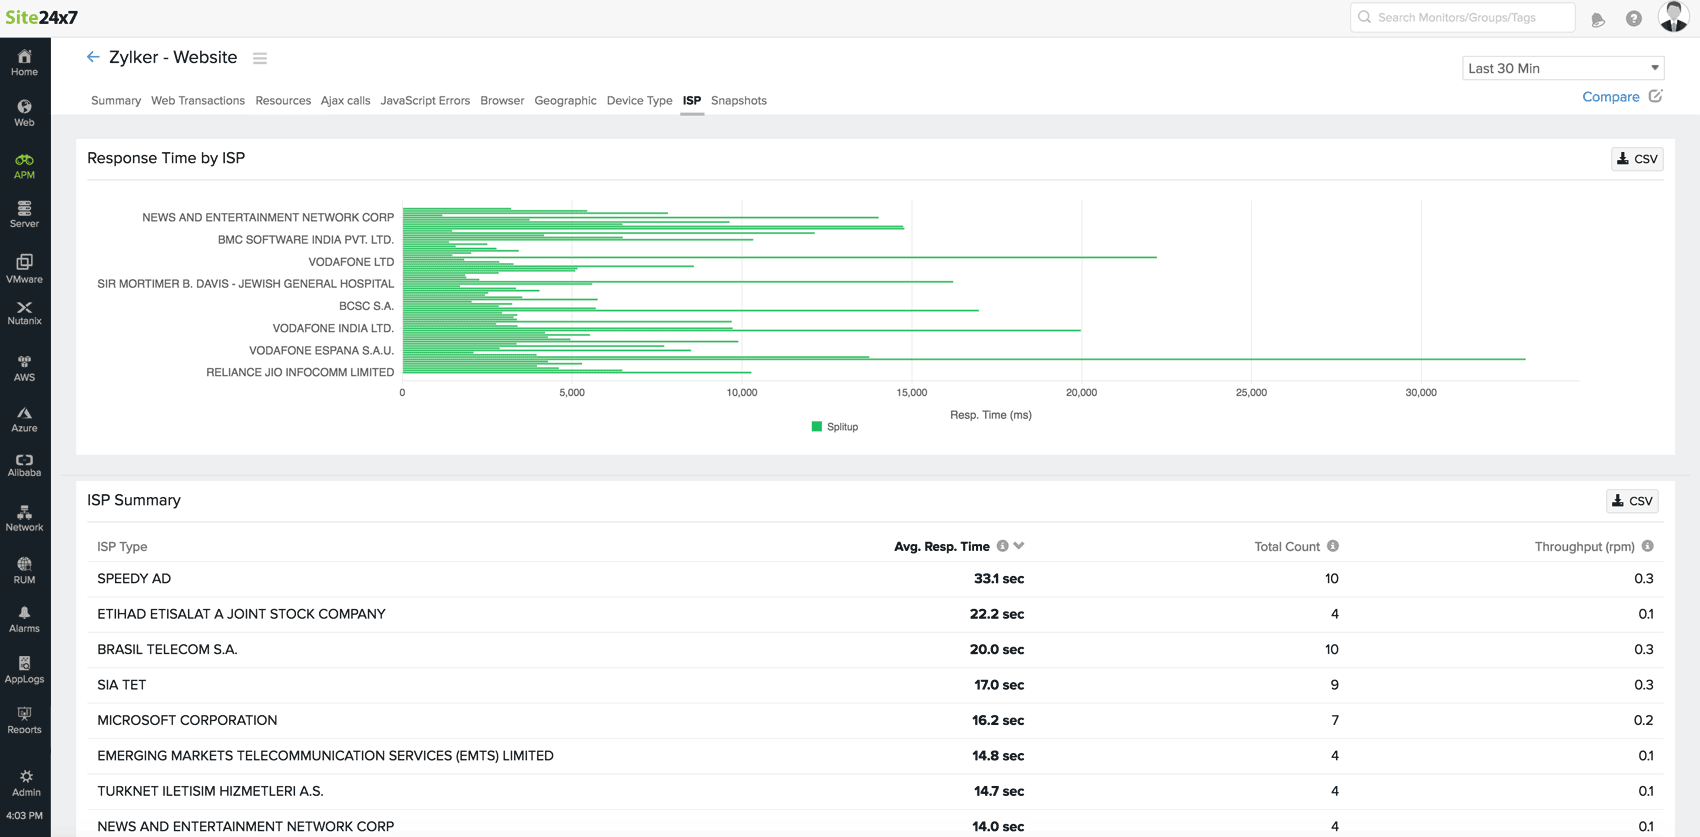 Site24x7
Search Monitors/Groups/Tags
Home
Web
APM
Server
VMware
Nutanix
AWS
Azure
Alibaba
Network
RUM
Alarms
AppLogs
Reports
Admin
4:03 PM
Zylker - Website
Last 30 Min
Summary Web Transactions Resources Ajax calls JavaScript Errors Browser Geographic Device Type ISP Snapshots
Compare
Response Time by ISP
CSV
NEWS AND ENTERTAINMENT NETWORK CORP
BMC SOFTWARE INDIA PVT. LTD.
VODAFONE LTD
SIR MORTIMER B. DAVIS - JEWISH GENERAL HOSPITAL
BCSC S.A.
VODAFONE INDIA LTD.
VODAFONE ESPANA S.A.U.
RELIANCE JIO INFOCOMM LIMITED
0 5,000 10,000 15,000 20,000 25,000 30,000
Resp. Time (ms)
Splitup
ISP Summary
CSV
ISP Type Avg. Resp. Time Total Count Throughput (rpm)
SPEEDY AD 33.1 sec 10 0.3
ETIHAD ETISALAT A JOINT STOCK COMPANY 22.2 sec 4 0.1
BRASIL TELECOM S.A. 20.0 sec 10 0.3
SIA TET 17.0 sec 9 0.3
MICROSOFT CORPORATION 16.2 sec 7 0.2
EMERGING MARKETS TELECOMMUNICATION SERVICES (EMTS) LIMITED 14.8 sec 4 0.1
TURKNET ILETISIM HIZMETLERI A.S. 14.7 sec 4 0.1
NEWS AND ENTERTAINMENT NETWORK CORP 14.0 sec 4 0.1